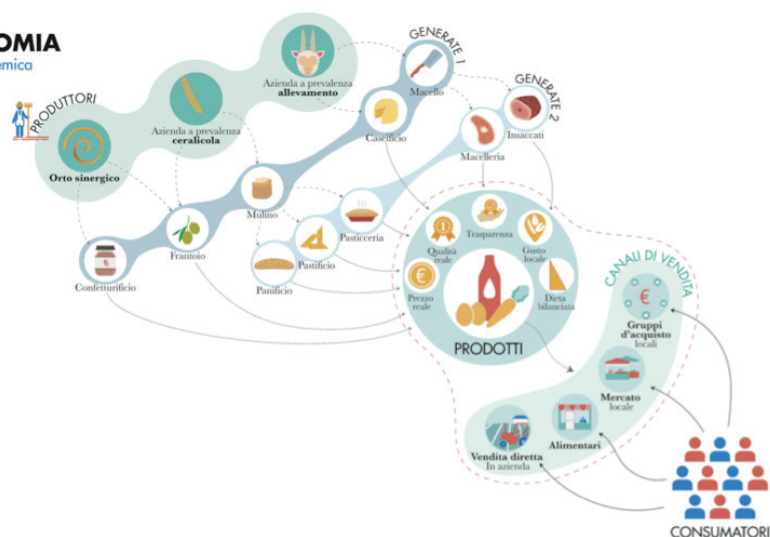 OMIA
emica
PRODUTTORI
Orto sinergico
Azienda a prevalenza
ceralicola
Azienda a prevalenza
allevamento
GENERATE 1
Macello
Cascificio
Mulino
Frantoio
Confetturificio
GENERATE 2
Insaccati
Macelleria
Pasticceria
Pastificio
Panificio
Prezzo
reale
Qualità
reale
Trasparenza
Gusto
locale
Dieta
bilanciata
1
€
PRODOTTI
CANALI DI VENDITA
€
Gruppi
d'acquisto
locali
Mercato
locale
Alimentari
Vendita diretta
In azienda
CONSUMATORI